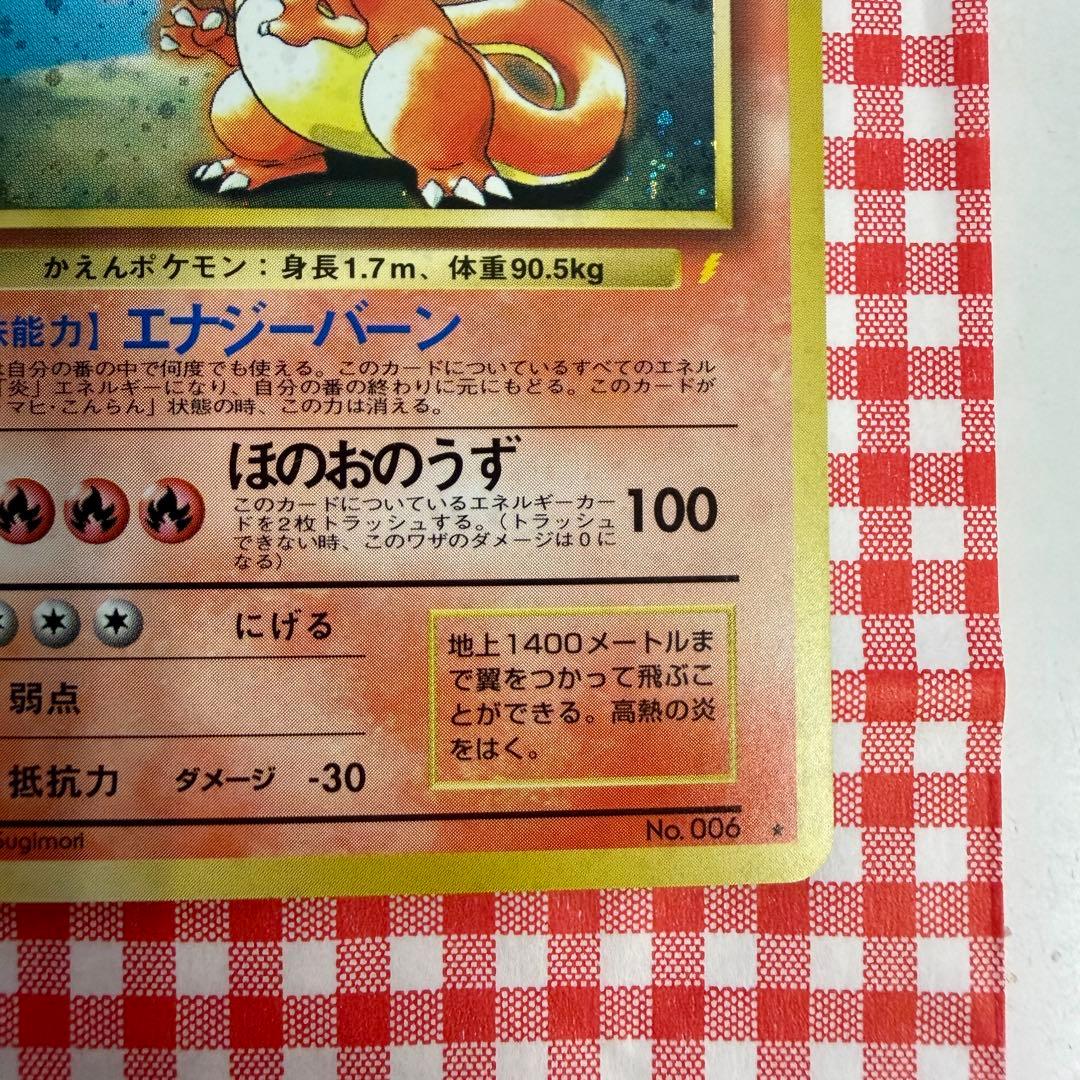 かえんポケモン：身長1.7m、体重90.5kg
能力】エナジーバーン
は自分の番の中で何度でも使える。このカードについているすべてのエネル
「炎」エネルギーになり、自分の番の終わりに元にもどる。このカードが
マヒ・こんらん」状態の時、この力は消える。
ほのおのうず
このカードについているエネルギーカー
ドを2枚トラッシュする。（トラッシュ
できない時、このワザのダメージは0に
なる）
100
にげる
弱点
抵抗力 ダメージ -30
地上1400メートルま
で翼をつかって飛ぶこ
とができる。高熱の炎
をはく。
Sugimori
No. 006 ★